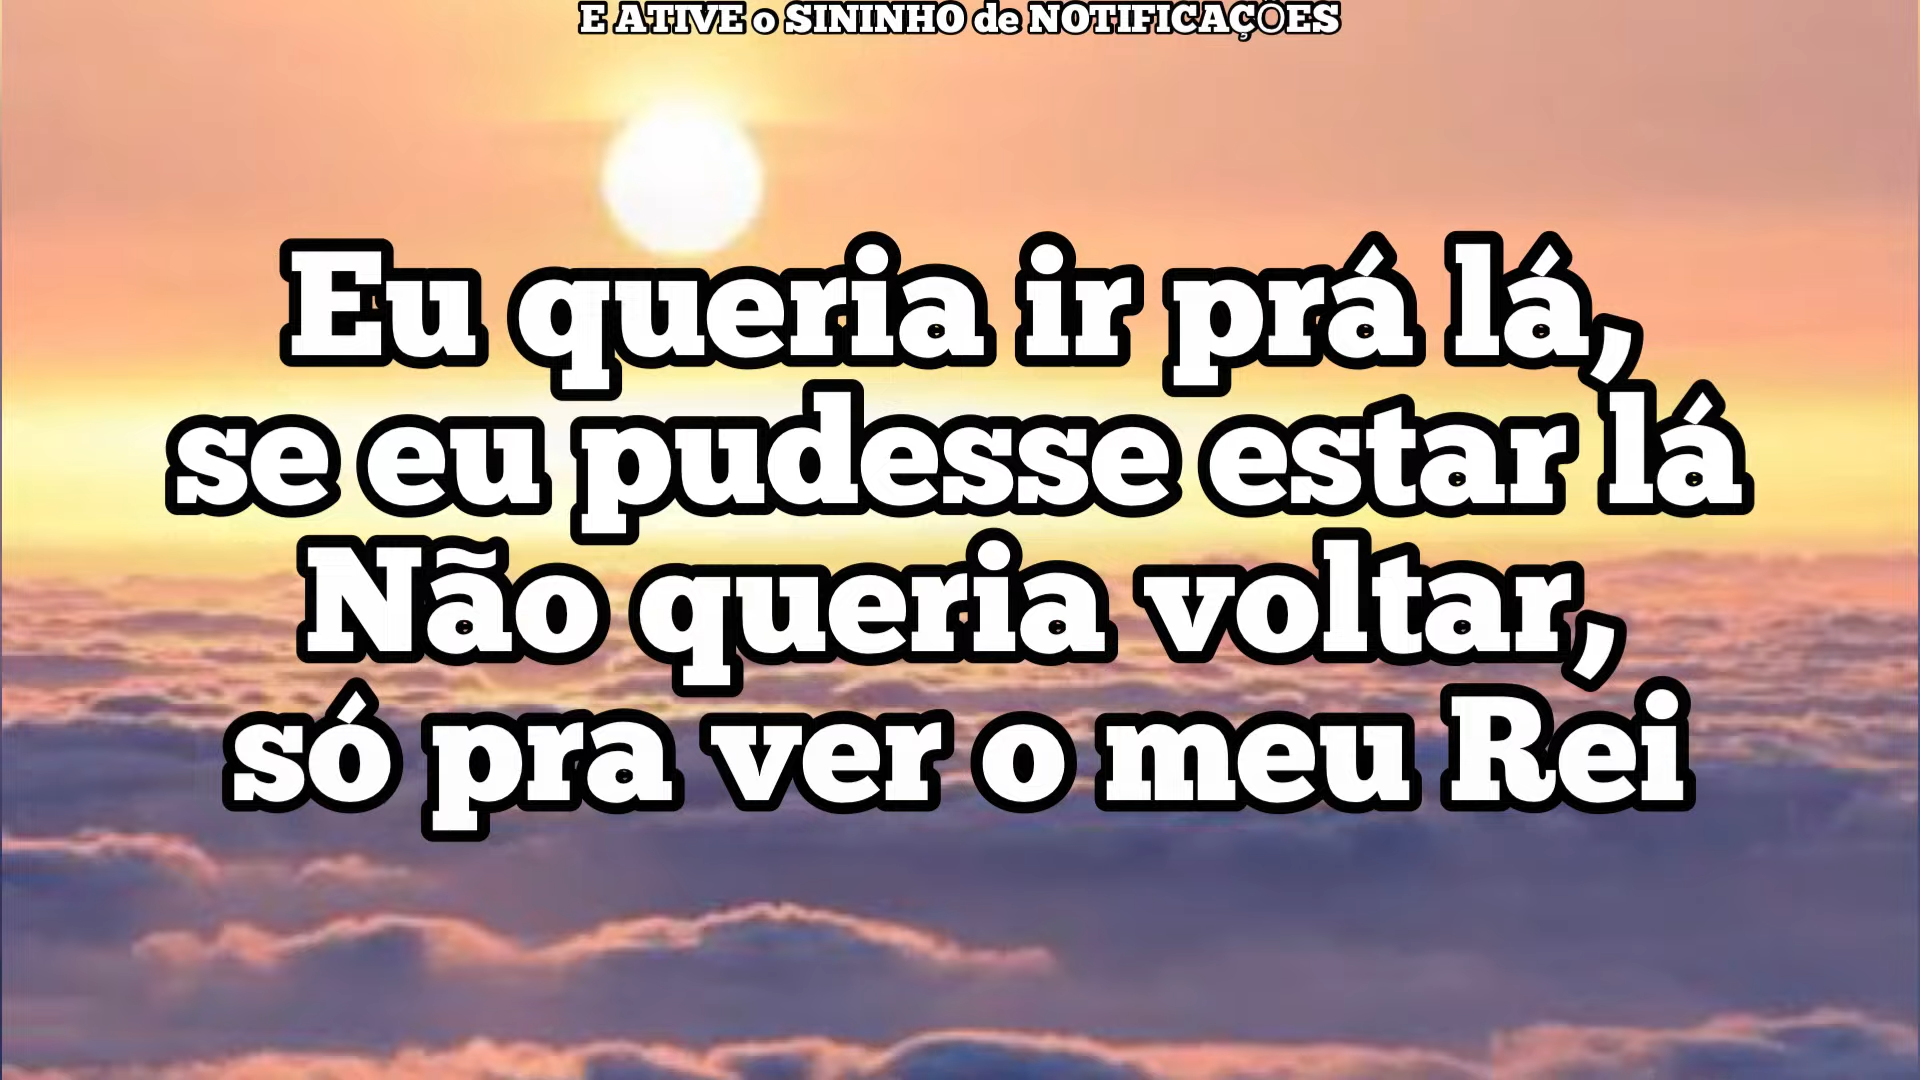 E ATIVE o SININHO de NOTIFICAÇÕES
Eu queria ir prá lá,
se eu pudesse estar lá
Não queria voltar,
só pra ver o meu Rei